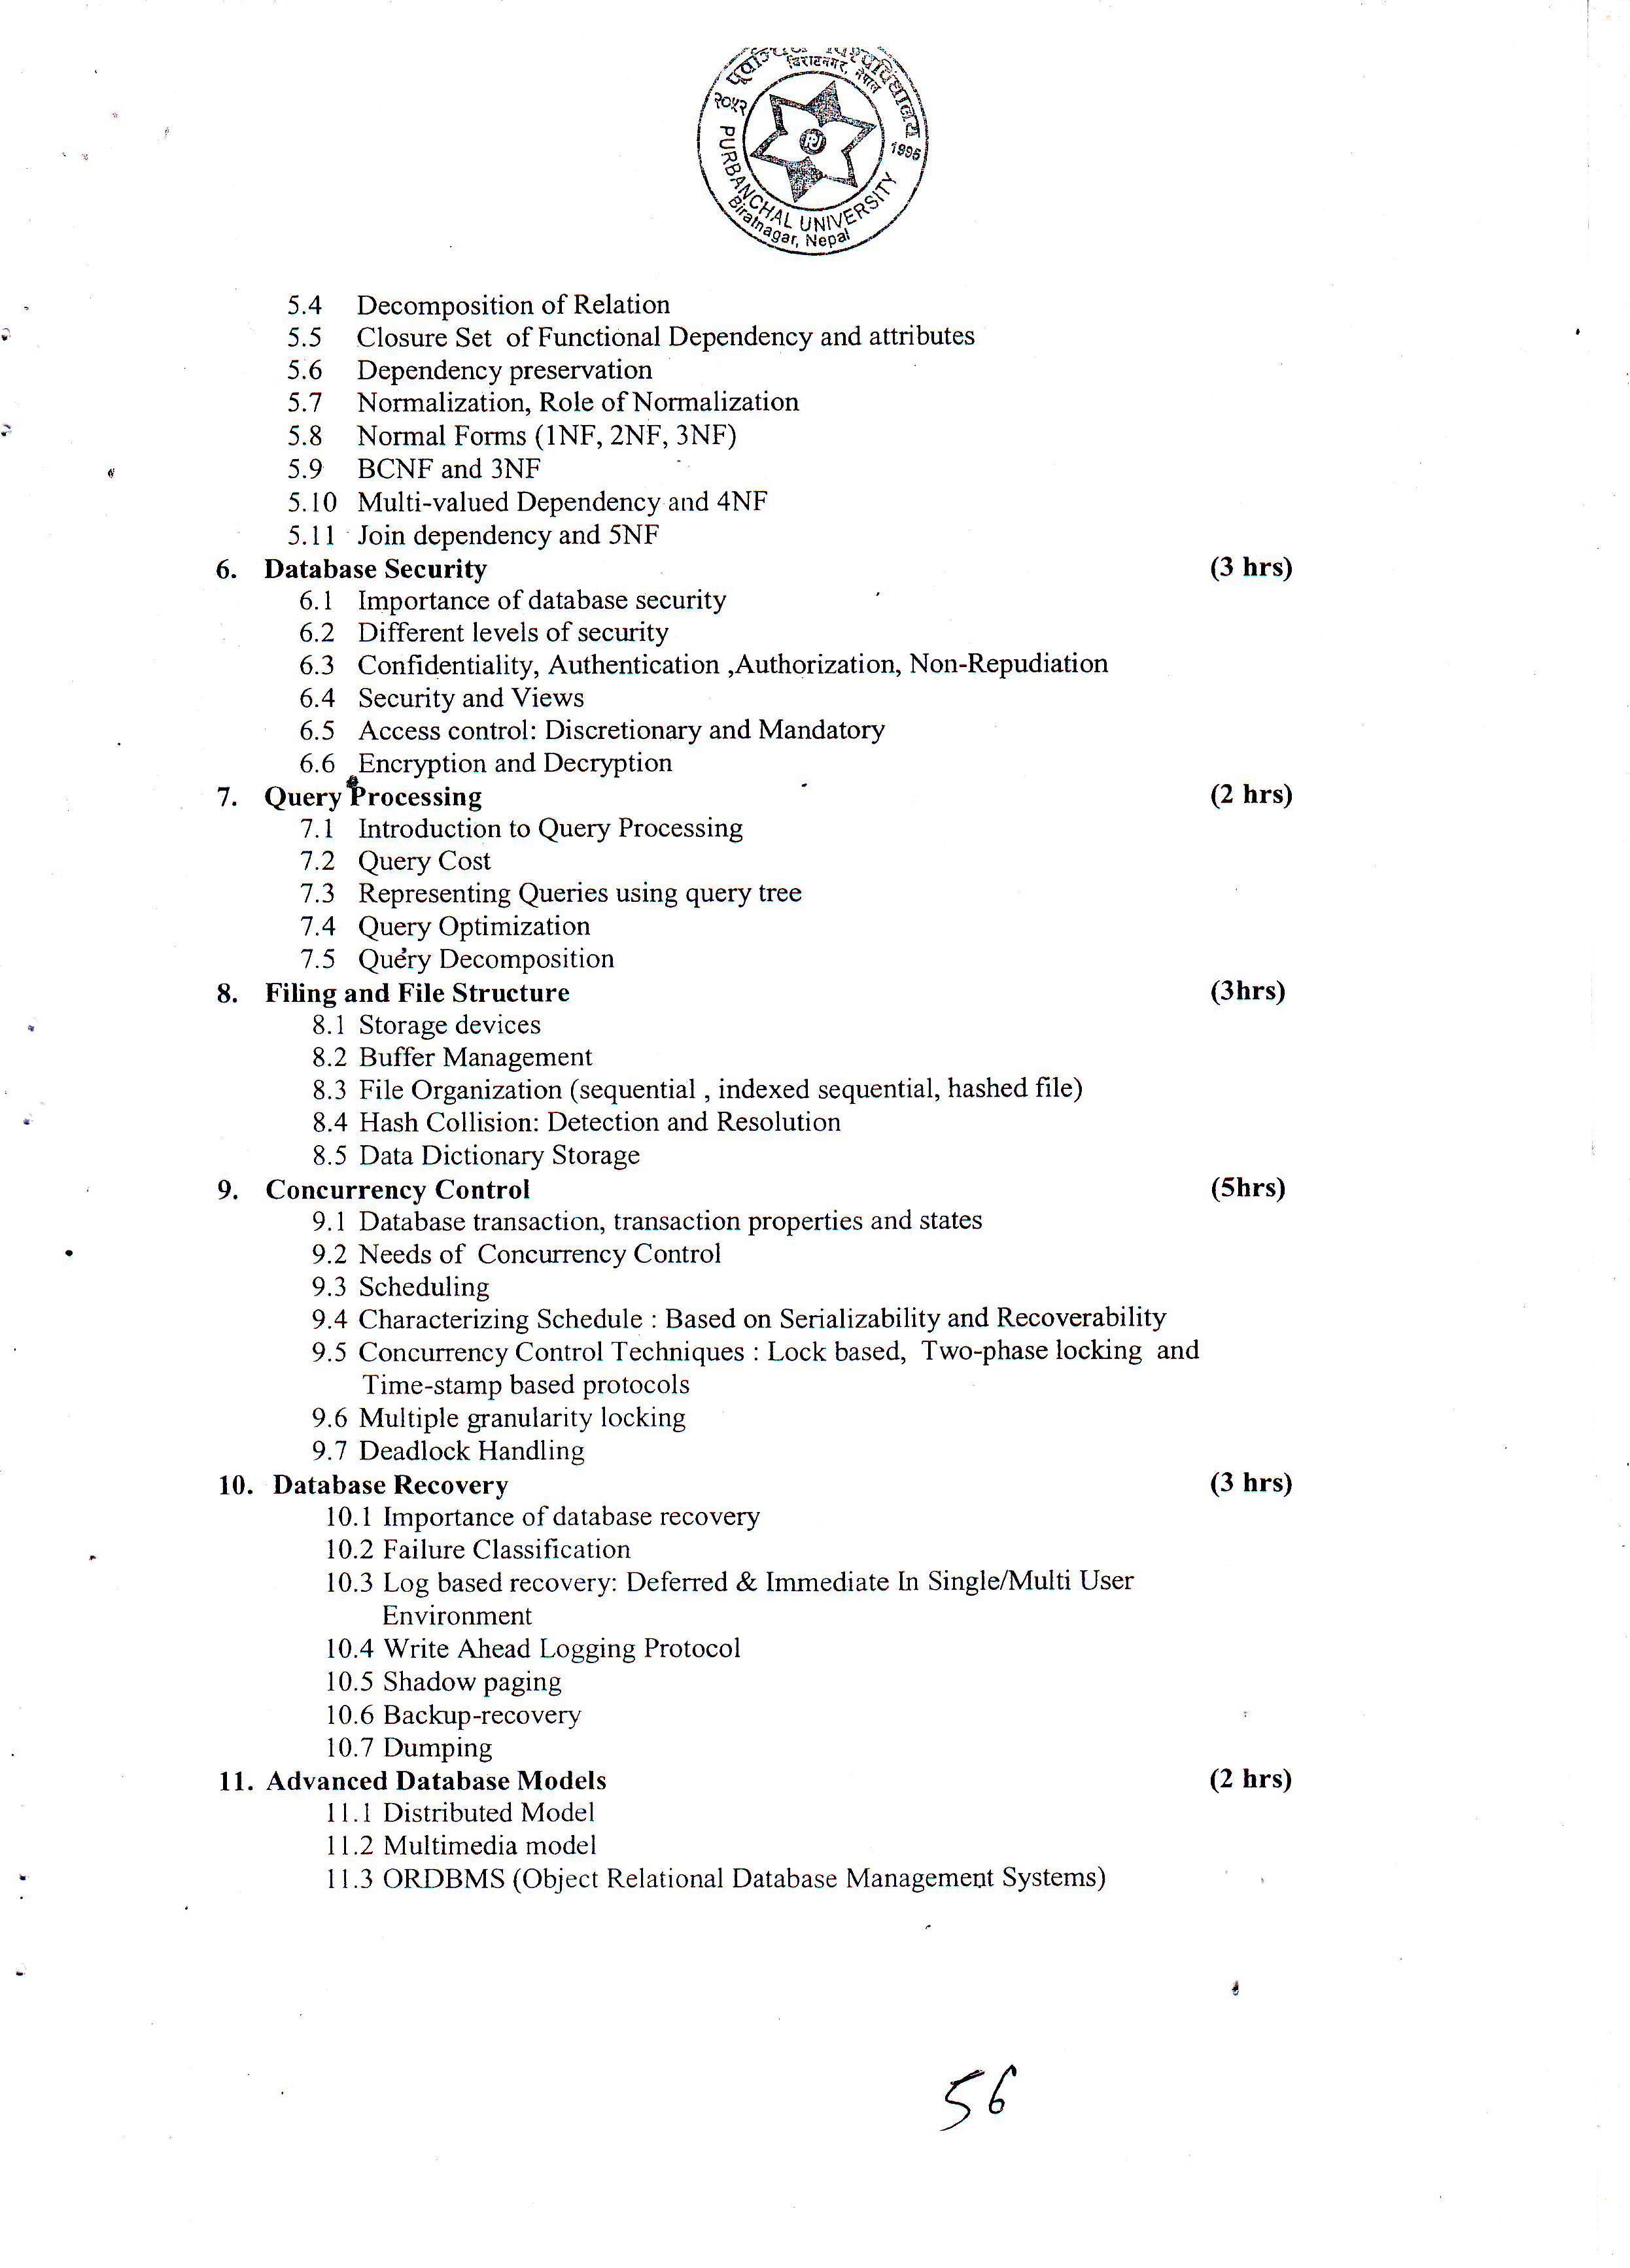 पूर्वाञ्चल विश्वविद्यालय
विराटनगर, नेपाल
२०५२
1995
PURBANCHAL UNIVERSITY
Biratnagar, Nepal
5.4 Decomposition of Relation
5.5 Closure Set of Functional Dependency and attributes
5.6 Dependency preservation
5.7 Normalization, Role of Normalization
5.8 Normal Forms (1NF, 2NF, 3NF)
5.9 BCNF and 3NF
5.10 Multi-valued Dependency and 4NF
5.11 Join dependency and 5NF
6. Database Security (3 hrs)
6.1 Importance of database security
6.2 Different levels of security
6.3 Confidentiality, Authentication ,Authorization, Non-Repudiation
6.4 Security and Views
6.5 Access control: Discretionary and Mandatory
6.6 Encryption and Decryption
7. Query Processing (2 hrs)
7.1 Introduction to Query Processing
7.2 Query Cost
7.3 Representing Queries using query tree
7.4 Query Optimization
7.5 Query Decomposition
8. Filing and File Structure (3hrs)
8.1 Storage devices
8.2 Buffer Management
8.3 File Organization (sequential , indexed sequential, hashed file)
8.4 Hash Collision: Detection and Resolution
8.5 Data Dictionary Storage
9. Concurrency Control (5hrs)
9.1 Database transaction, transaction properties and states
9.2 Needs of Concurrency Control
9.3 Scheduling
9.4 Characterizing Schedule : Based on Serializability and Recoverability
9.5 Concurrency Control Techniques : Lock based, Two-phase locking and
Time-stamp based protocols
9.6 Multiple granularity locking
9.7 Deadlock Handling
10. Database Recovery (3 hrs)
10.1 Importance of database recovery
10.2 Failure Classification
10.3 Log based recovery: Deferred & Immediate In Single/Multi User
Environment
10.4 Write Ahead Logging Protocol
10.5 Shadow paging
10.6 Backup-recovery
10.7 Dumping
11. Advanced Database Models (2 hrs)
11.1 Distributed Model
11.2 Multimedia model
11.3 ORDBMS (Object Relational Database Management Systems)
56